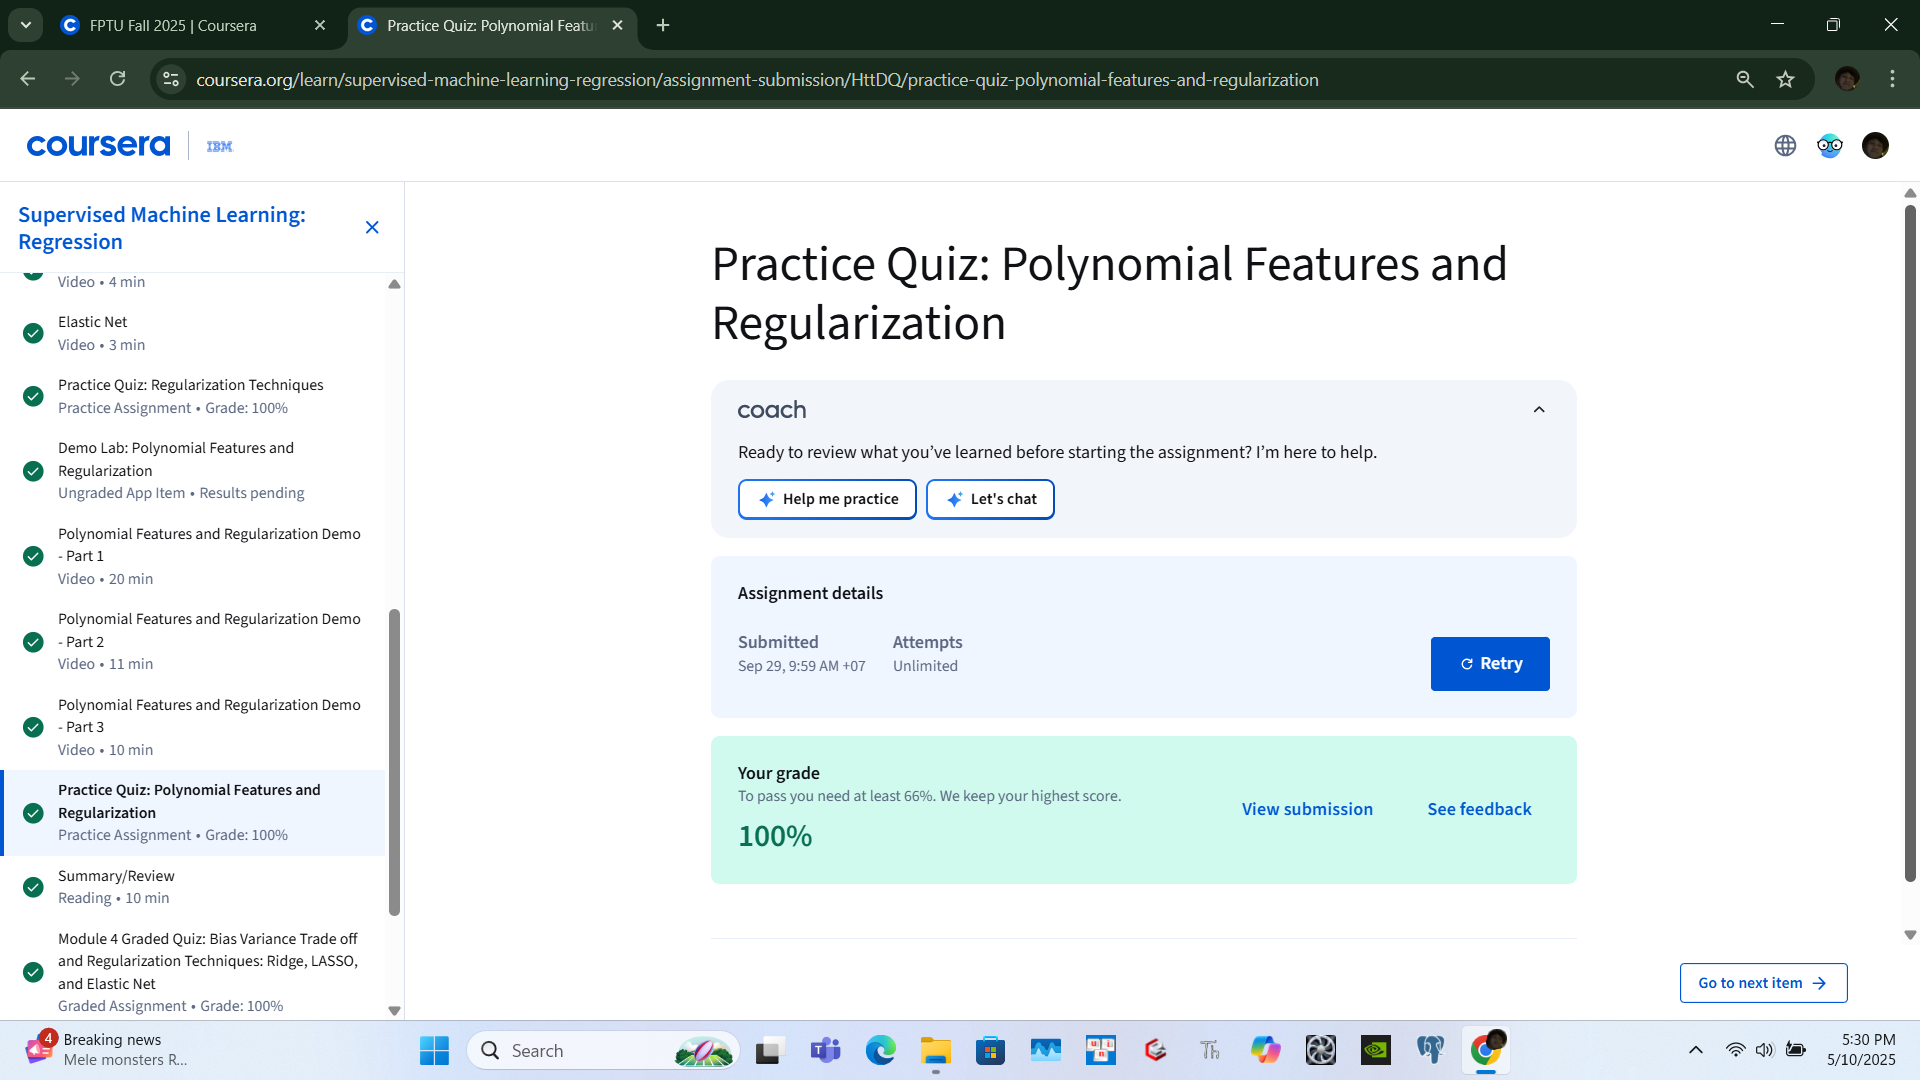 FPTU Fall 2025 | Coursera
Practice Quiz: Polynomial Featu
coursera.org/learn/supervised-machine-learning-regression/assignment-submission/HttDQ/practice-quiz-polynomial-features-and-regularization
coursera
IBM
Supervised Machine Learning:
Regression
Video • 4 min
Elastic Net
Video • 3 min
Practice Quiz: Regularization Techniques
Practice Assignment • Grade: 100%
Demo Lab: Polynomial Features and
Regularization
Ungraded App Item • Results pending
Polynomial Features and Regularization Demo
- Part 1
Video • 20 min
Polynomial Features and Regularization Demo
- Part 2
Video • 11 min
Polynomial Features and Regularization Demo
- Part 3
Video • 10 min
Practice Quiz: Polynomial Features and
Regularization
Practice Assignment • Grade: 100%
Summary/Review
Reading • 10 min
Module 4 Graded Quiz: Bias Variance Trade off
and Regularization Techniques: Ridge, LASSO,
and Elastic Net
Graded Assignment • Grade: 100%
Practice Quiz: Polynomial Features and
Regularization
coach
Ready to review what you’ve learned before starting the assignment? I’m here to help.
Help me practice
Let's chat
Assignment details
Submitted
Sep 29, 9:59 AM +07
Attempts
Unlimited
Retry
Your grade
To pass you need at least 66%. We keep your highest score.
100%
View submission
See feedback
Go to next item
4
Breaking news
Mele monsters R...
Search
Th
5:30 PM
5/10/2025